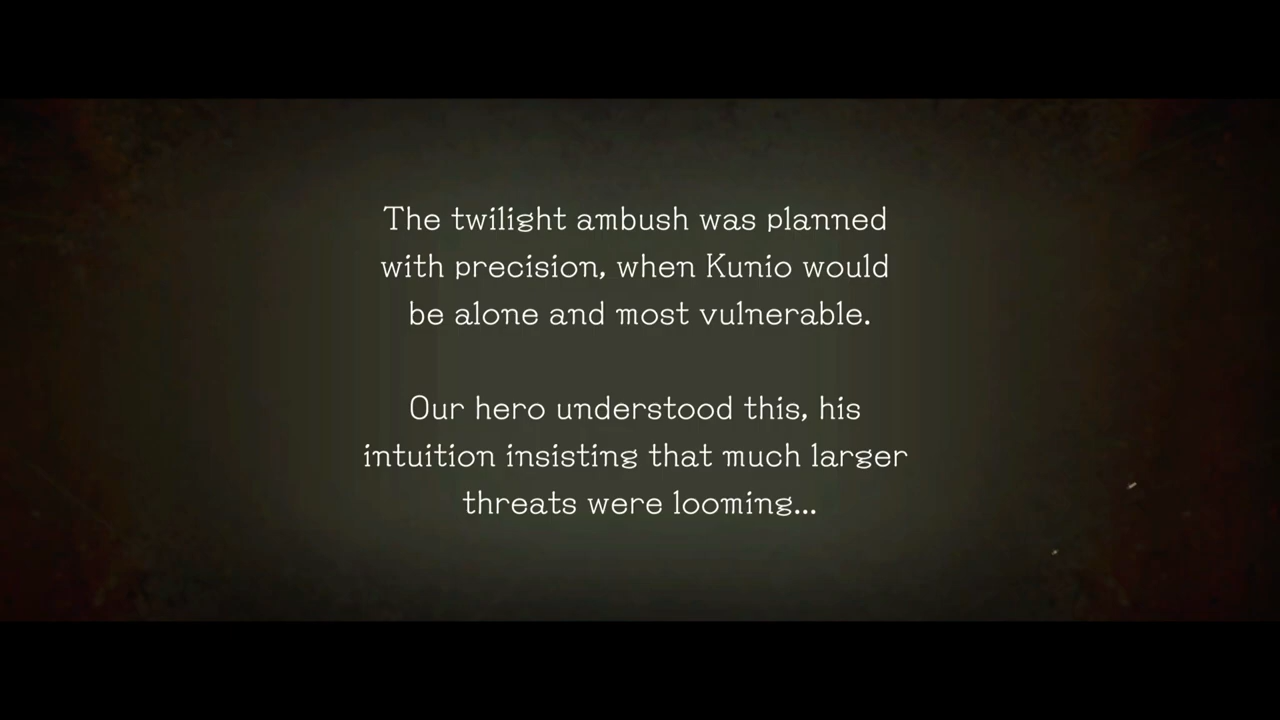 The twilight ambush was planned
with precision, when Kunio would
be alone and most vulnerable.
Our hero understood this, his
intuition insisting that much larger
threats were looming...